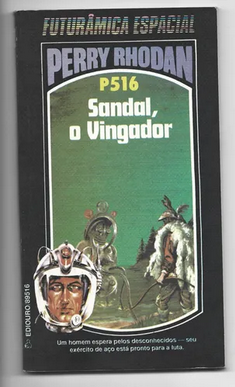 FUTURÂMICA ESPACIAL
PERRY RHODAN
P516
Sandal,
o Vingador
EDIOURO/89516
Um homem espera pelos desconhecidos — seu
exército de aço está pronto para a luta.